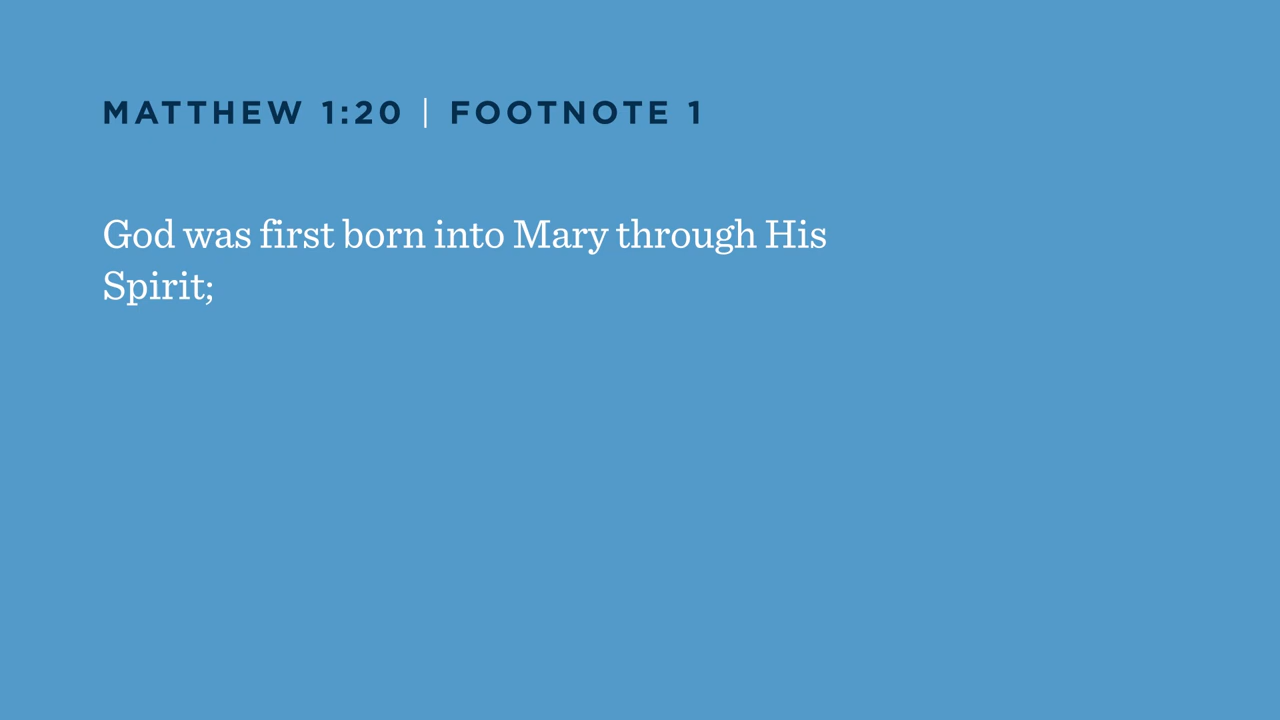 MATTHEW 1:20 | FOOTNOTE 1
God was first born into Mary through His
Spirit;